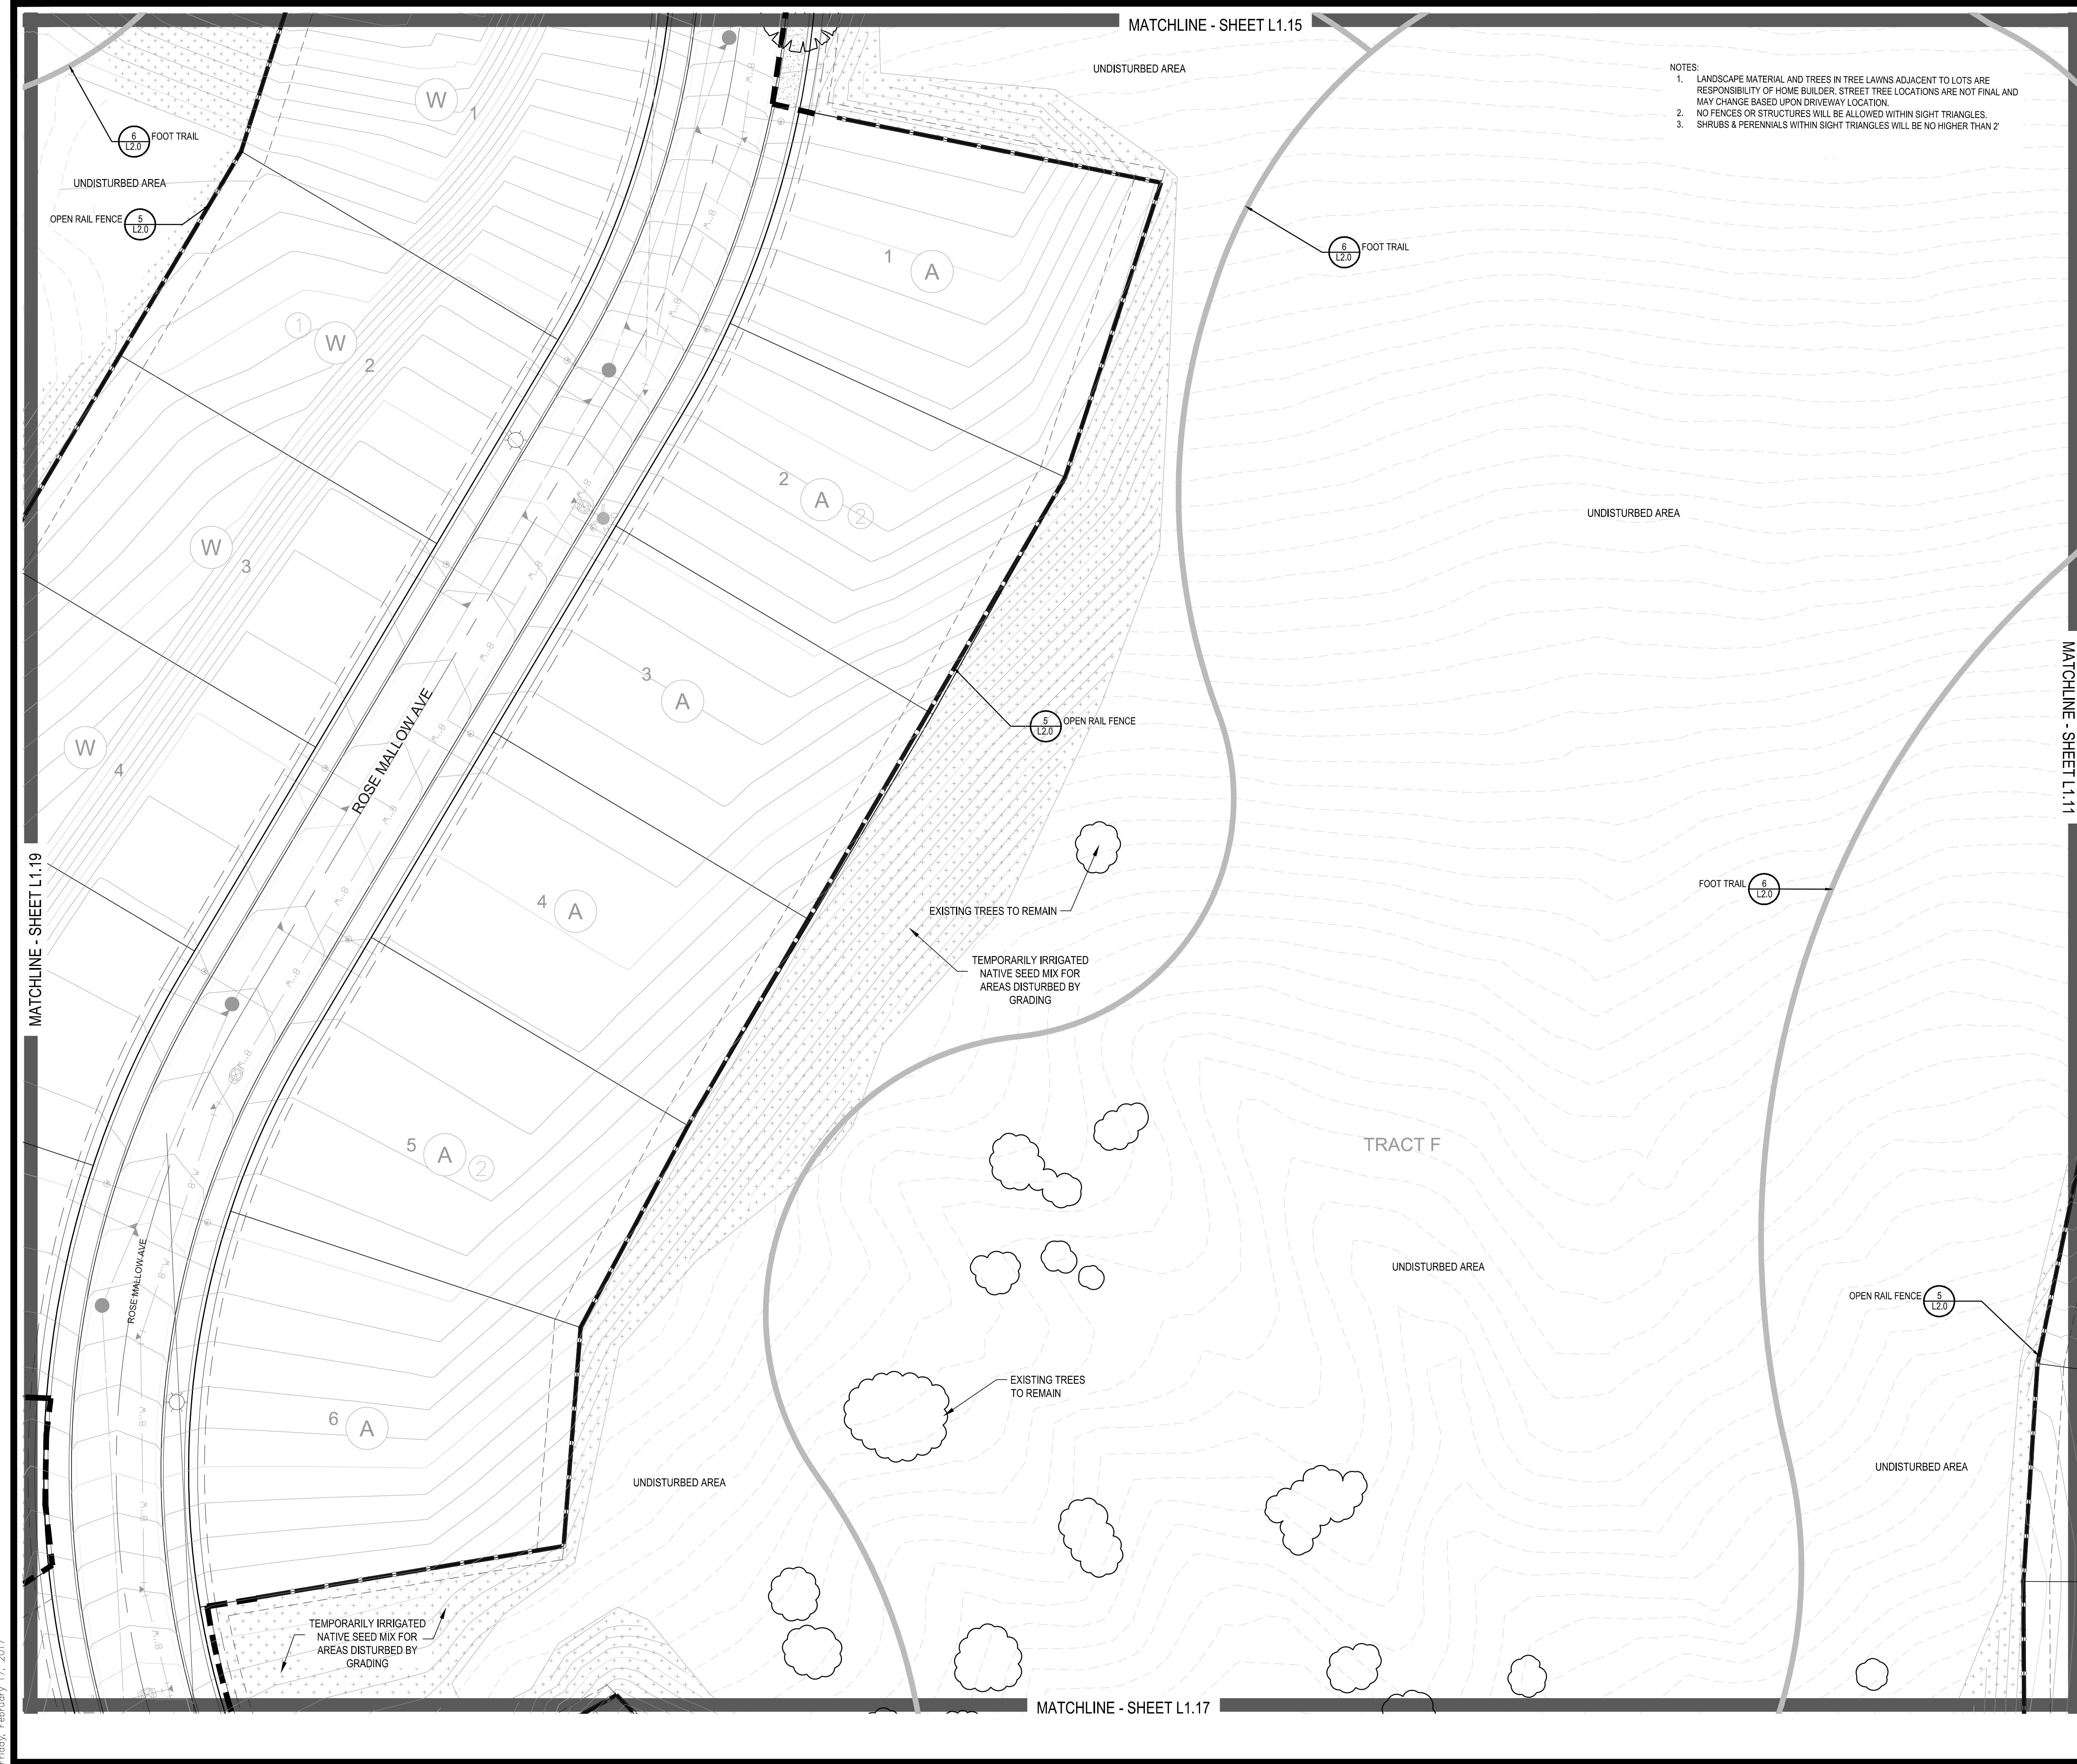 MATCHLINE - SHEET L1.15
UNDISTURBED AREA
NOTES:
1. LANDSCAPE MATERIAL AND TREES IN TREE LAWNS ADJACENT TO LOTS ARE
RESPONSIBILITY OF HOME BUILDER. STREET TREE LOCATIONS ARE NOT FINAL AND
MAY CHANGE BASED UPON DRIVEWAY LOCATION.
2. NO FENCES OR STRUCTURES WILL BE ALLOWED WITHIN SIGHT TRIANGLES.
3. SHRUBS & PERENNIALS WITHIN SIGHT TRIANGLES WILL BE NO HIGHER THAN 2'
W
1
6
L2.0
FOOT TRAIL
UNDISTURBED AREA
OPEN RAIL FENCE
5
L2.0
1
A
6
L2.0
FOOT TRAIL
1
W
2
2
A
2
UNDISTURBED AREA
W
3
3
A
5
L2.0
OPEN RAIL FENCE
ROSE MALLOW AVE
W
4
MATCHLINE - SHEET L1.11
MATCHLINE - SHEET L1.19
4
A
EXISTING TREES TO REMAIN
FOOT TRAIL
6
L2.0
TEMPORARILY IRRIGATED
NATIVE SEED MIX FOR
AREAS DISTURBED BY
GRADING
5
A
2
TRACT F
ROSE MALLOW AVE
UNDISTURBED AREA
OPEN RAIL FENCE
5
L2.0
EXISTING TREES
TO REMAIN
6
A
UNDISTURBED AREA
UNDISTURBED AREA
TEMPORARILY IRRIGATED
NATIVE SEED MIX FOR
AREAS DISTURBED BY
GRADING
MATCHLINE - SHEET L1.17
Friday, February 17, 2017